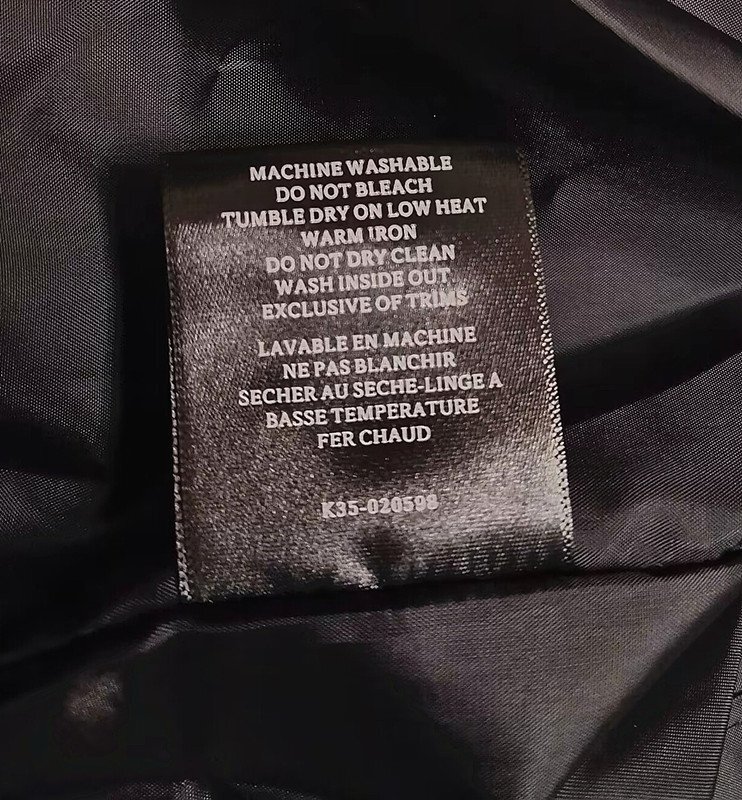 MACHINE WASHABLE
DO NOT BLEACH
TUMBLE DRY ON LOW HEAT
WARM IRON
DO NOT DRY CLEAN
WASH INSIDE OUT
EXCLUSIVE OF TRIMS
LAVABLE EN MACHINE
NE PAS BLANCHIR
SECHER AU SECHE-LINGE A
BASSE TEMPERATURE
FER CHAUD
K35-020598